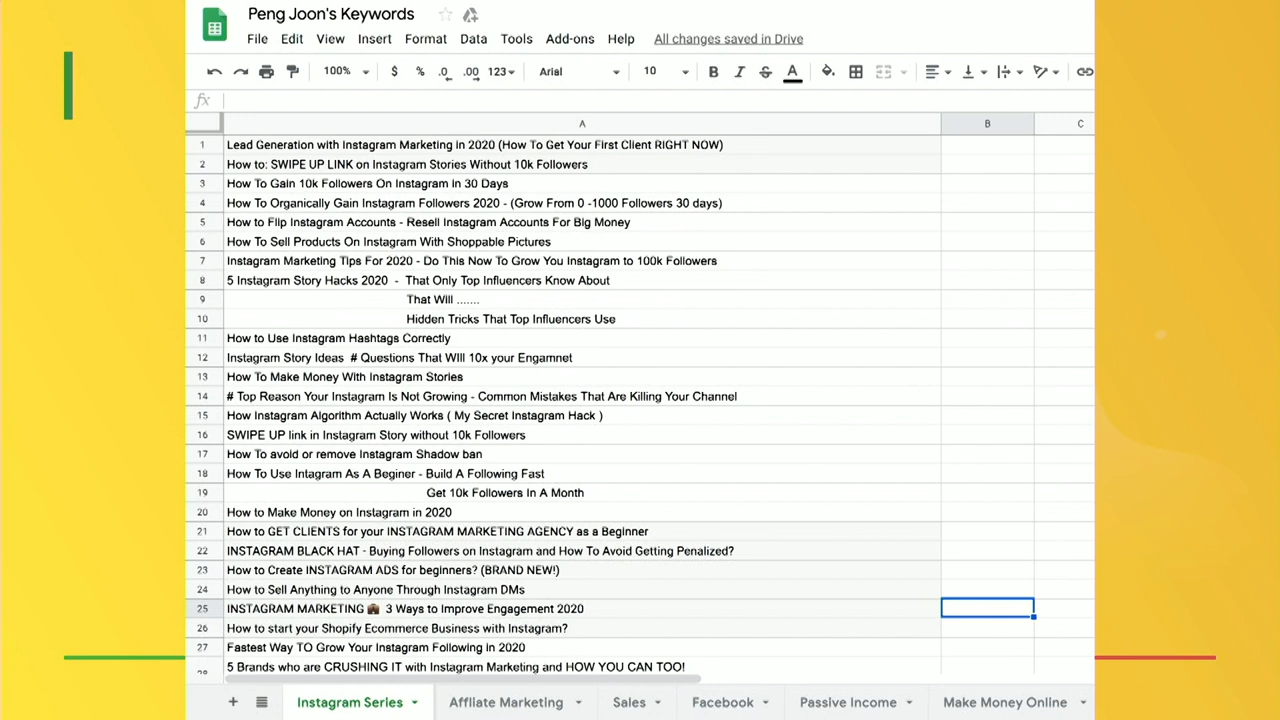 Peng Joon's Keywords
File Edit View Insert Format Data Tools Add-ons Help All changes saved in Drive
100% $ % .0 .00 123 Arial 10 B I S A
fx
A B C
1 Lead Generation with Instagram Marketing in 2020 (How To Get Your First Client RIGHT NOW)
2 How to: SWIPE UP LINK on Instagram Stories Without 10k Followers
3 How To Gain 10k Followers On Instagram in 30 Days
4 How To Organically Gain Instagram Followers 2020 - (Grow From 0 -1000 Followers 30 days)
5 How to Flip Instagram Accounts - Resell Instagram Accounts For Big Money
6 How To Sell Products On Instagram With Shoppable Pictures
7 Instagram Marketing Tips For 2020 - Do This Now To Grow You Instagram to 100k Followers
8 5 Instagram Story Hacks 2020 - That Only Top Influencers Know About
9 That Will .......
10 Hidden Tricks That Top Influencers Use
11 How to Use Instagram Hashtags Correctly
12 Instagram Story Ideas # Questions That WIll 10x your Engamnet
13 How To Make Money With Instagram Stories
14 # Top Reason Your Instagram Is Not Growing - Common Mistakes That Are Killing Your Channel
15 How Instagram Algorithm Actually Works ( My Secret Instagram Hack )
16 SWIPE UP link in Instagram Story without 10k Followers
17 How To avoid or remove Instagram Shadow ban
18 How To Use Intagram As A Beginer - Build A Following Fast
19 Get 10k Followers In A Month
20 How to Make Money on Instagram in 2020
21 How to GET CLIENTS for your INSTAGRAM MARKETING AGENCY as a Beginner
22 INSTAGRAM BLACK HAT - Buying Followers on Instagram and How To Avoid Getting Penalized?
23 How to Create INSTAGRAM ADS for beginners? (BRAND NEW!)
24 How to Sell Anything to Anyone Through Instagram DMs
25 INSTAGRAM MARKETING 💼 3 Ways to Improve Engagement 2020
26 How to start your Shopify Ecommerce Business with Instagram?
27 Fastest Way TO Grow Your Instagram Following in 2020
28 5 Brands who are CRUSHING IT with Instagram Marketing and HOW YOU CAN TOO!
Instagram Series Affliate Marketing Sales Facebook Passive Income Make Money Online